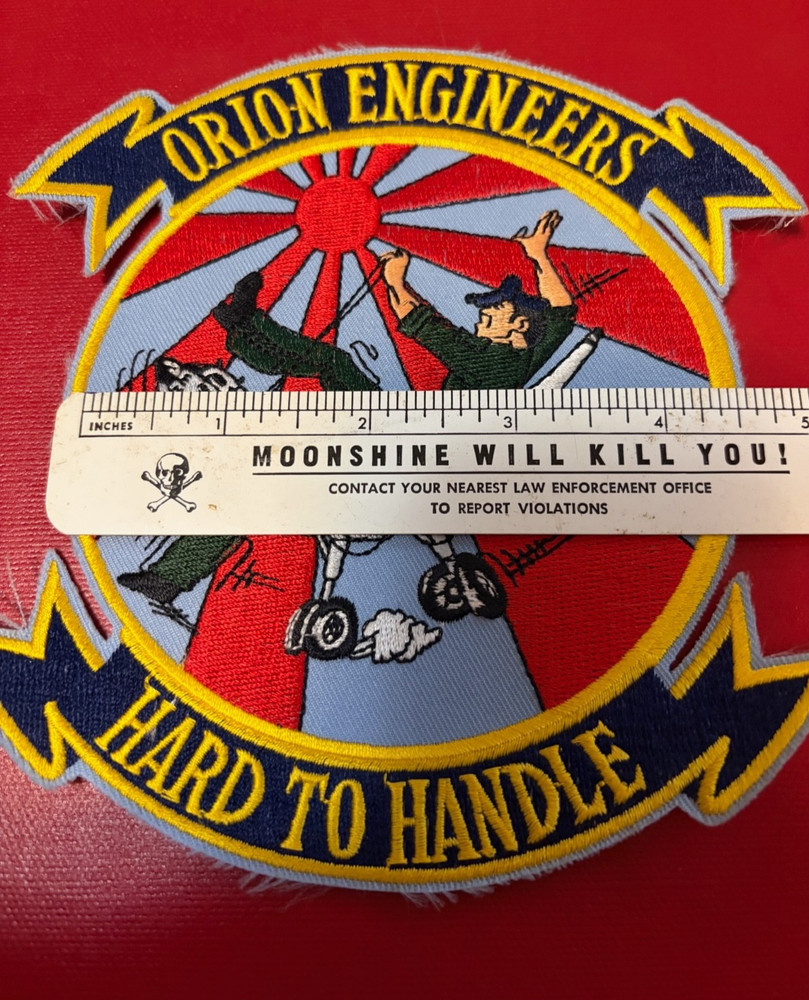 ORION ENGINEERS
INCHES 1 2 3 4 5
MOONSHINE WILL KILL YOU!
CONTACT YOUR NEAREST LAW ENFORCEMENT OFFICE
TO REPORT VIOLATIONS
HARD TO HANDLE